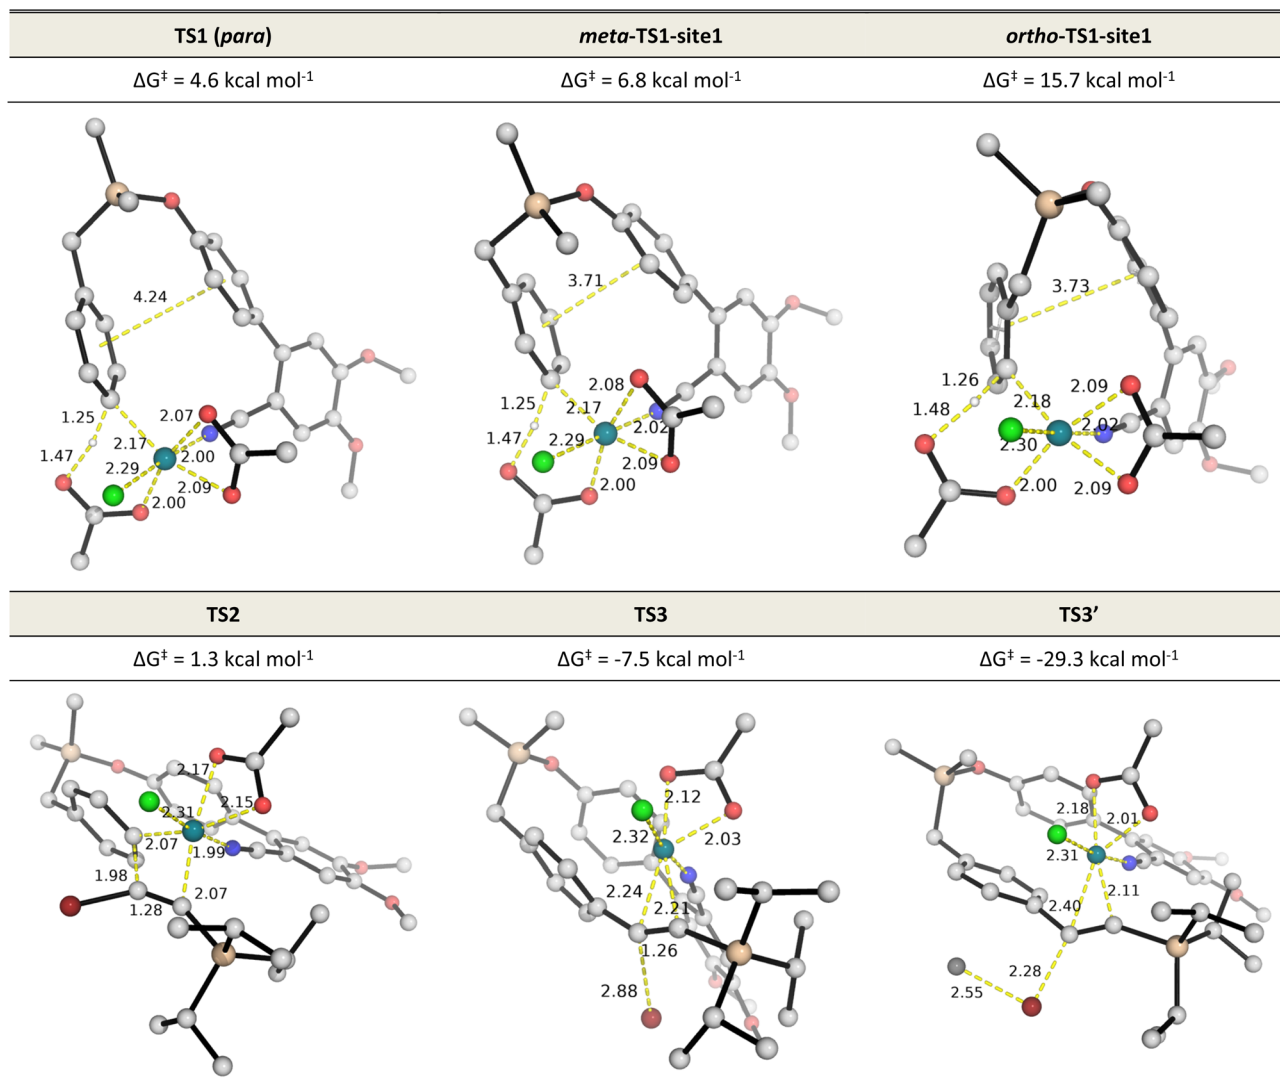 TS1 (para) meta-TS1-site1 ortho-TS1-site1
ΔG‡ = 4.6 kcal mol-1 ΔG‡ = 6.8 kcal mol-1 ΔG‡ = 15.7 kcal mol-1
4.24 3.71 3.73
1.25 2.07 1.25 2.08 1.26 2.09
1.47 2.17 2.00 2.17 2.02 1.48 2.18 2.02
2.29 2.09 1.47 2.29 2.09 2.30
2.00 2.00 2.00 2.09
TS2 TS3 TS3’
ΔG‡ = 1.3 kcal mol-1 ΔG‡ = -7.5 kcal mol-1 ΔG‡ = -29.3 kcal mol-1
2.17 2.12 2.18
2.31 2.15 2.32 2.03 2.01
2.07 1.99 2.31
1.98 2.07 2.24 2.11
1.28 2.21 2.40
1.26 2.28
2.88 2.55